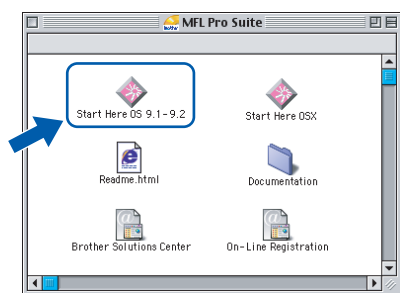 MFL Pro Suite
Start Here OS 9.1-9.2
Start Here OSX
Readme.html
Documentation
Brother Solutions Center
On-Line Registration